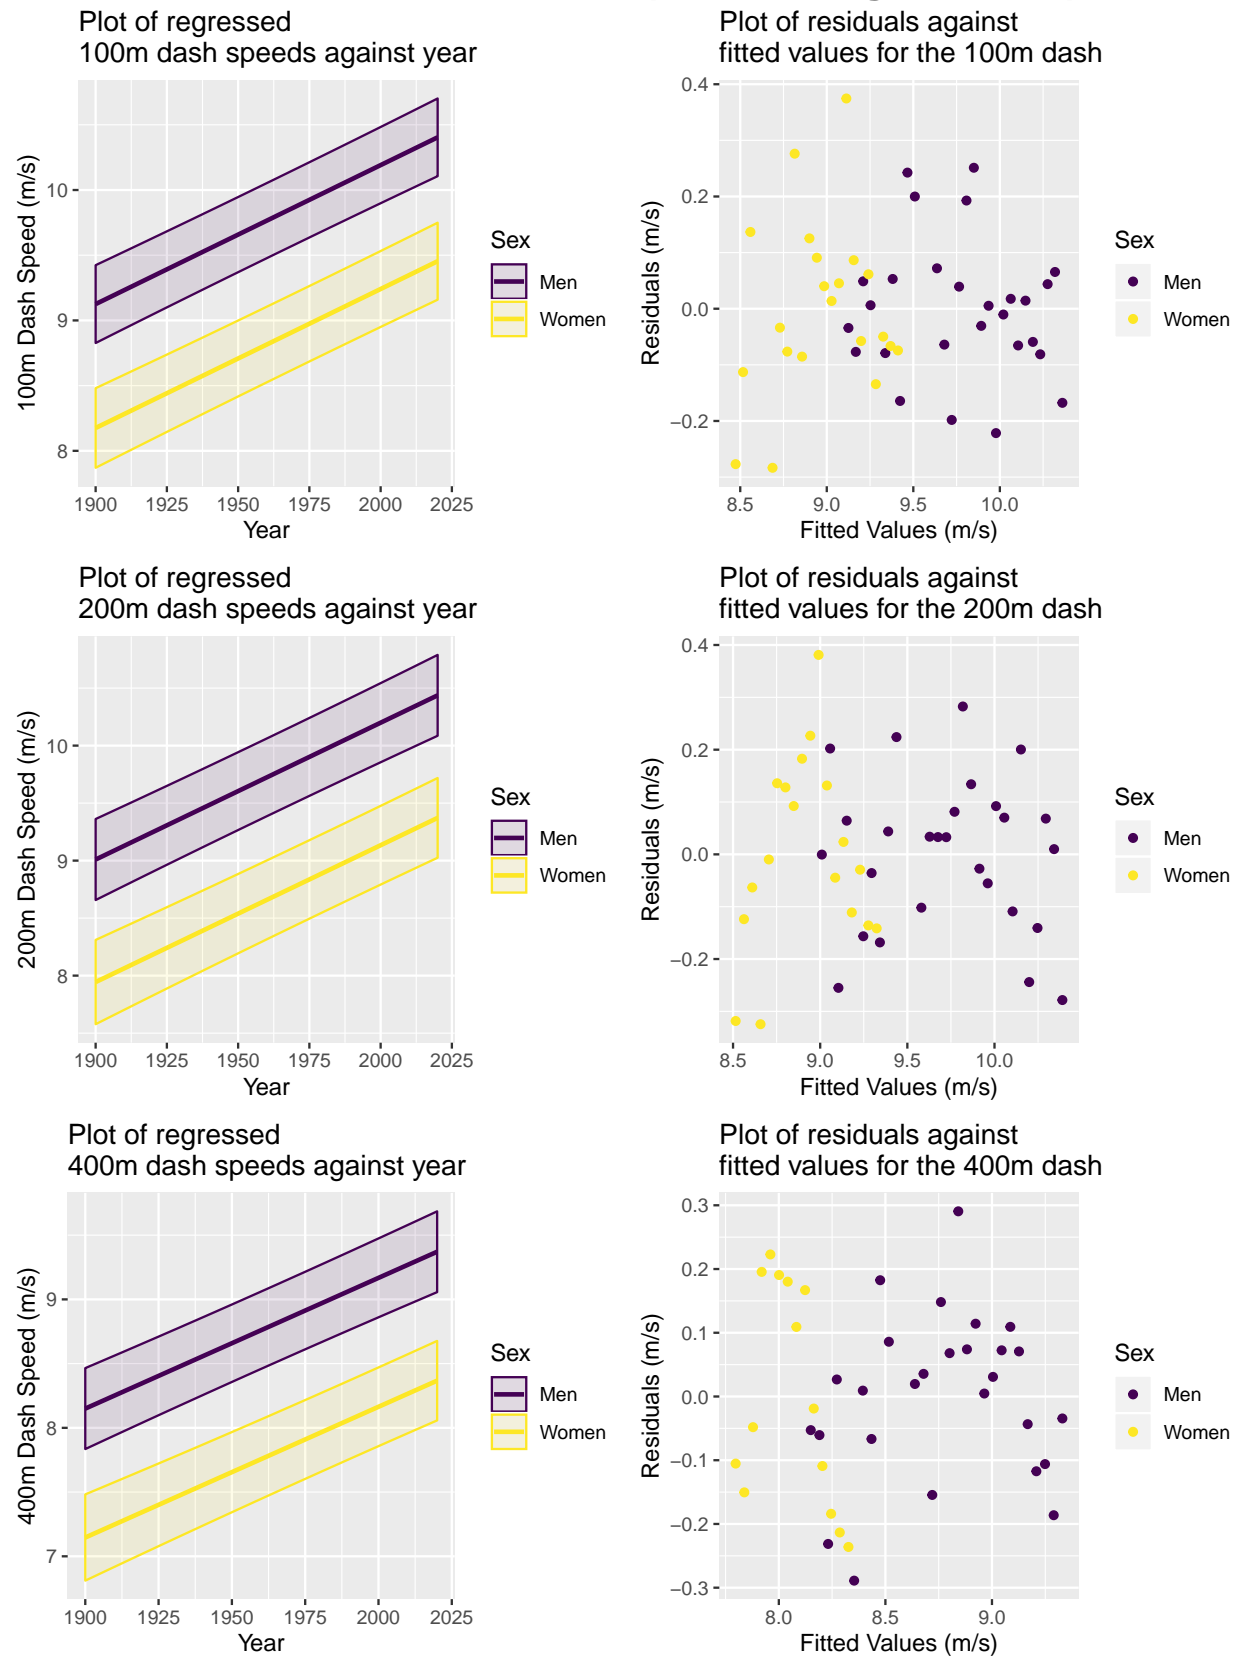 Plot of regressed
100m dash speeds against year
100m Dash Speed (m/s)
10
9
8
1900 1925 1950 1975 2000 2025
Year
Sex
Men
Women
Plot of residuals against
fitted values for the 100m dash
Residuals (m/s)
0.4
0.2
0.0
−0.2
8.5 9.0 9.5 10.0
Fitted Values (m/s)
Sex
Men
Women
Plot of regressed
200m dash speeds against year
200m Dash Speed (m/s)
10
9
8
1900 1925 1950 1975 2000 2025
Year
Sex
Men
Women
Plot of residuals against
fitted values for the 200m dash
Residuals (m/s)
0.4
0.2
0.0
−0.2
8.5 9.0 9.5 10.0
Fitted Values (m/s)
Sex
Men
Women
Plot of regressed
400m dash speeds against year
400m Dash Speed (m/s)
9
8
7
1900 1925 1950 1975 2000 2025
Year
Sex
Men
Women
Plot of residuals against
fitted values for the 400m dash
Residuals (m/s)
0.3
0.2
0.1
0.0
−0.1
−0.2
−0.3
8.0 8.5 9.0
Fitted Values (m/s)
Sex
Men
Women